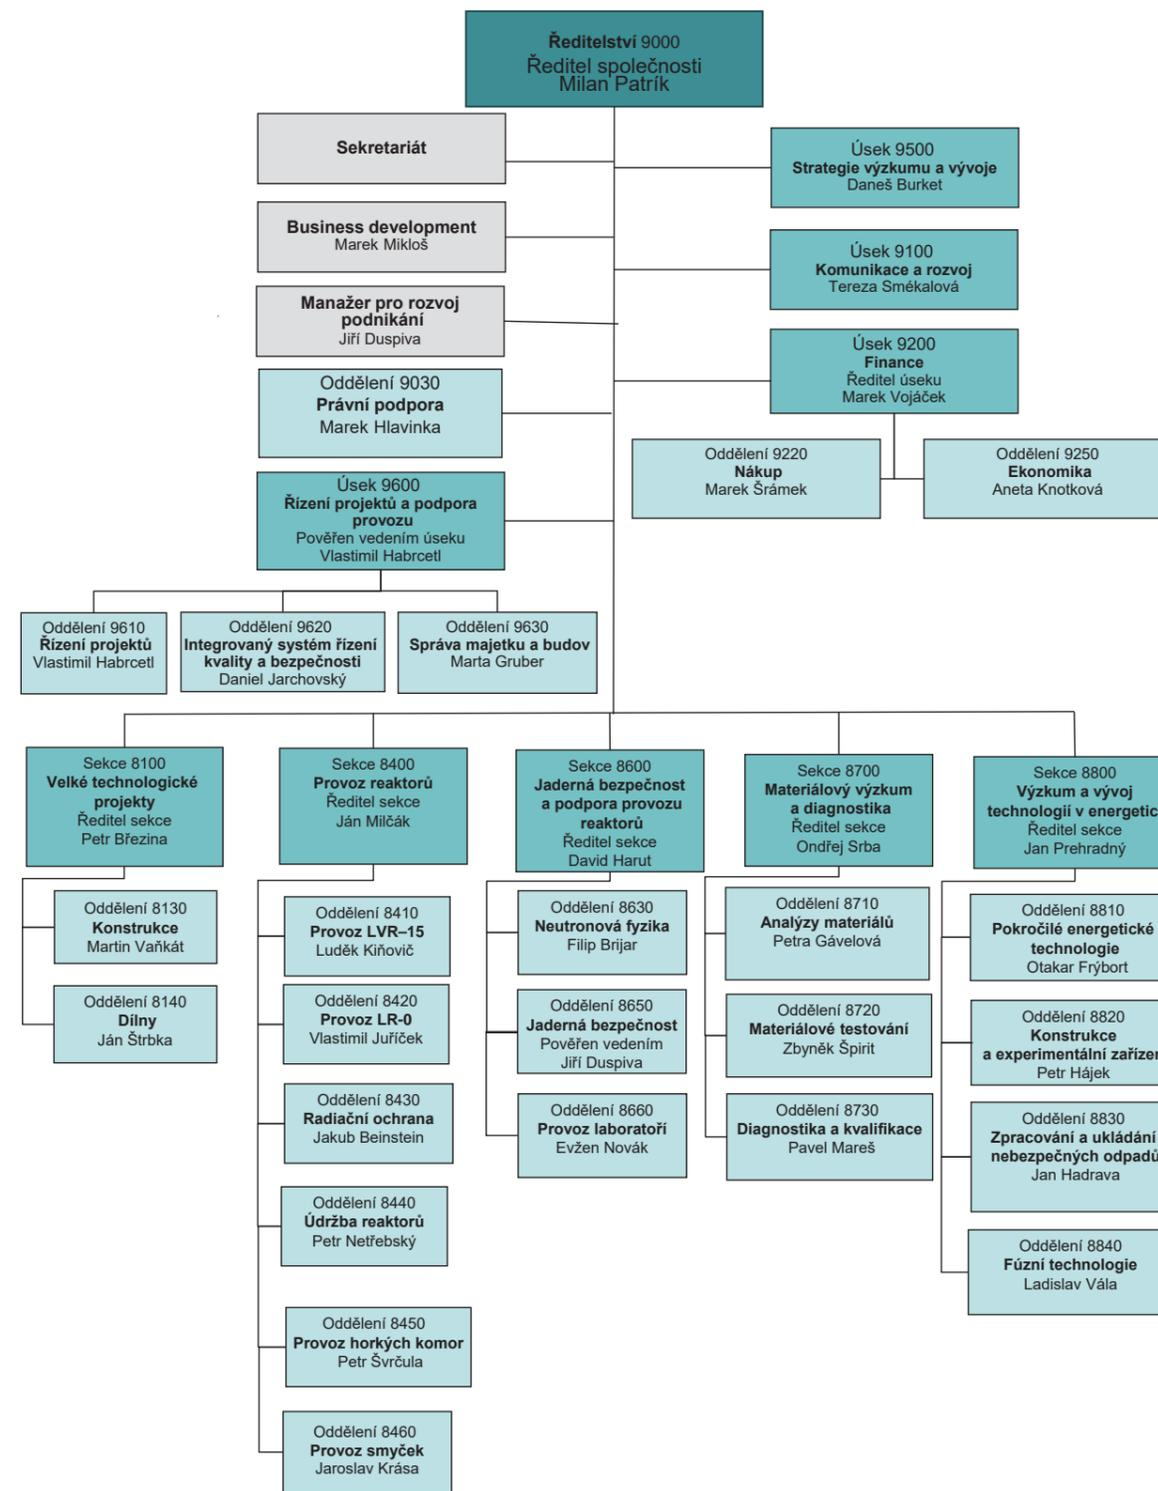 Ředitelství 9000
Ředitel společnosti
Milan Patrík
Sekretariát
Business development
Marek Mikloš
Manažer pro rozvoj
podnikání
Jiří Duspiva
Oddělení 9030
Právní podpora
Marek Hlavinka
Úsek 9600
Řízení projektů a podpora
provozu
Pověřen vedením úseku
Vlastimil Habrcetl
Úsek 9500
Strategie výzkumu a vývoje
Daneš Burket
Úsek 9100
Komunikace a rozvoj
Tereza Smékalová
Úsek 9200
Finance
Ředitel úseku
Marek Vojáček
Oddělení 9220
Nákup
Marek Šrámek
Oddělení 9250
Ekonomika
Aneta Knotková
Oddělení 9610
Řízení projektů
Vlastimil Habrcetl
Oddělení 9620
Integrovaný systém řízení
kvality a bezpečnosti
Daniel Jarchovský
Oddělení 9630
Správa majetku a budov
Marta Gruber
Sekce 8100
Velké technologické
projekty
Ředitel sekce
Petr Březina
Oddělení 8130
Konstrukce
Martin Vaňkát
Oddělení 8140
Dílny
Ján Štrbka
Sekce 8400
Provoz reaktorů
Ředitel sekce
Ján Milčák
Oddělení 8410
Provoz LVR–15
Luděk Kiňovič
Oddělení 8420
Provoz LR-0
Vlastimil Juříček
Oddělení 8430
Radiační ochrana
Jakub Beinstein
Oddělení 8440
Údržba reaktorů
Petr Netřebský
Oddělení 8450
Provoz horkých komor
Petr Švrčula
Oddělení 8460
Provoz smyček
Jaroslav Krása
Sekce 8600
Jaderná bezpečnost
a podpora provozu
reaktorů
Ředitel sekce
David Harut
Oddělení 8630
Neutronová fyzika
Filip Brijar
Oddělení 8650
Jaderná bezpečnost
Pověřen vedením
Jiří Duspiva
Oddělení 8660
Provoz laboratoří
Evžen Novák
Sekce 8700
Materiálový výzkum
a diagnostika
Ředitel sekce
Ondřej Srba
Oddělení 8710
Analýzy materiálů
Petra Gávelová
Oddělení 8720
Materiálové testování
Zbyněk Špirit
Oddělení 8730
Diagnostika a kvalifikace
Pavel Mareš
Sekce 8800
Výzkum a vývoj
technologií v energetic
Ředitel sekce
Jan Prehradný
Oddělení 8810
Pokročilé energetické
technologie
Otakar Frýbort
Oddělení 8820
Konstrukce
a experimentální zařízen
Petr Hájek
Oddělení 8830
Zpracování a ukládání
nebezpečných odpadů
Jan Hadrava
Oddělení 8840
Fúzní technologie
Ladislav Vála